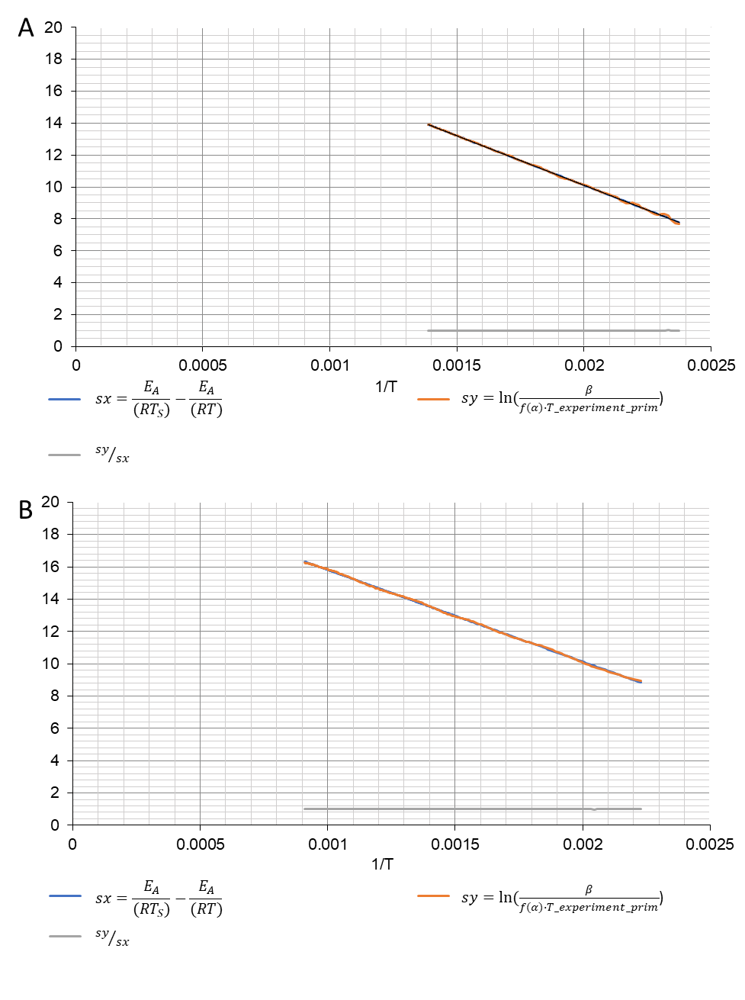 A
20
18
16
14
12
10
8
6
4
2
0
0 0.0005 0.001 0.0015 0.002 0.0025
1/T
sx = E_A/(RT_S) − E_A/(RT)
sy = ln(β/f(α)·T_experiment_prim)
sy/sx
B
20
18
16
14
12
10
8
6
4
2
0
0 0.0005 0.001 0.0015 0.002 0.0025
1/T
sx = E_A/(RT_S) − E_A/(RT)
sy = ln(β/f(α)·T_experiment_prim)
sy/sx